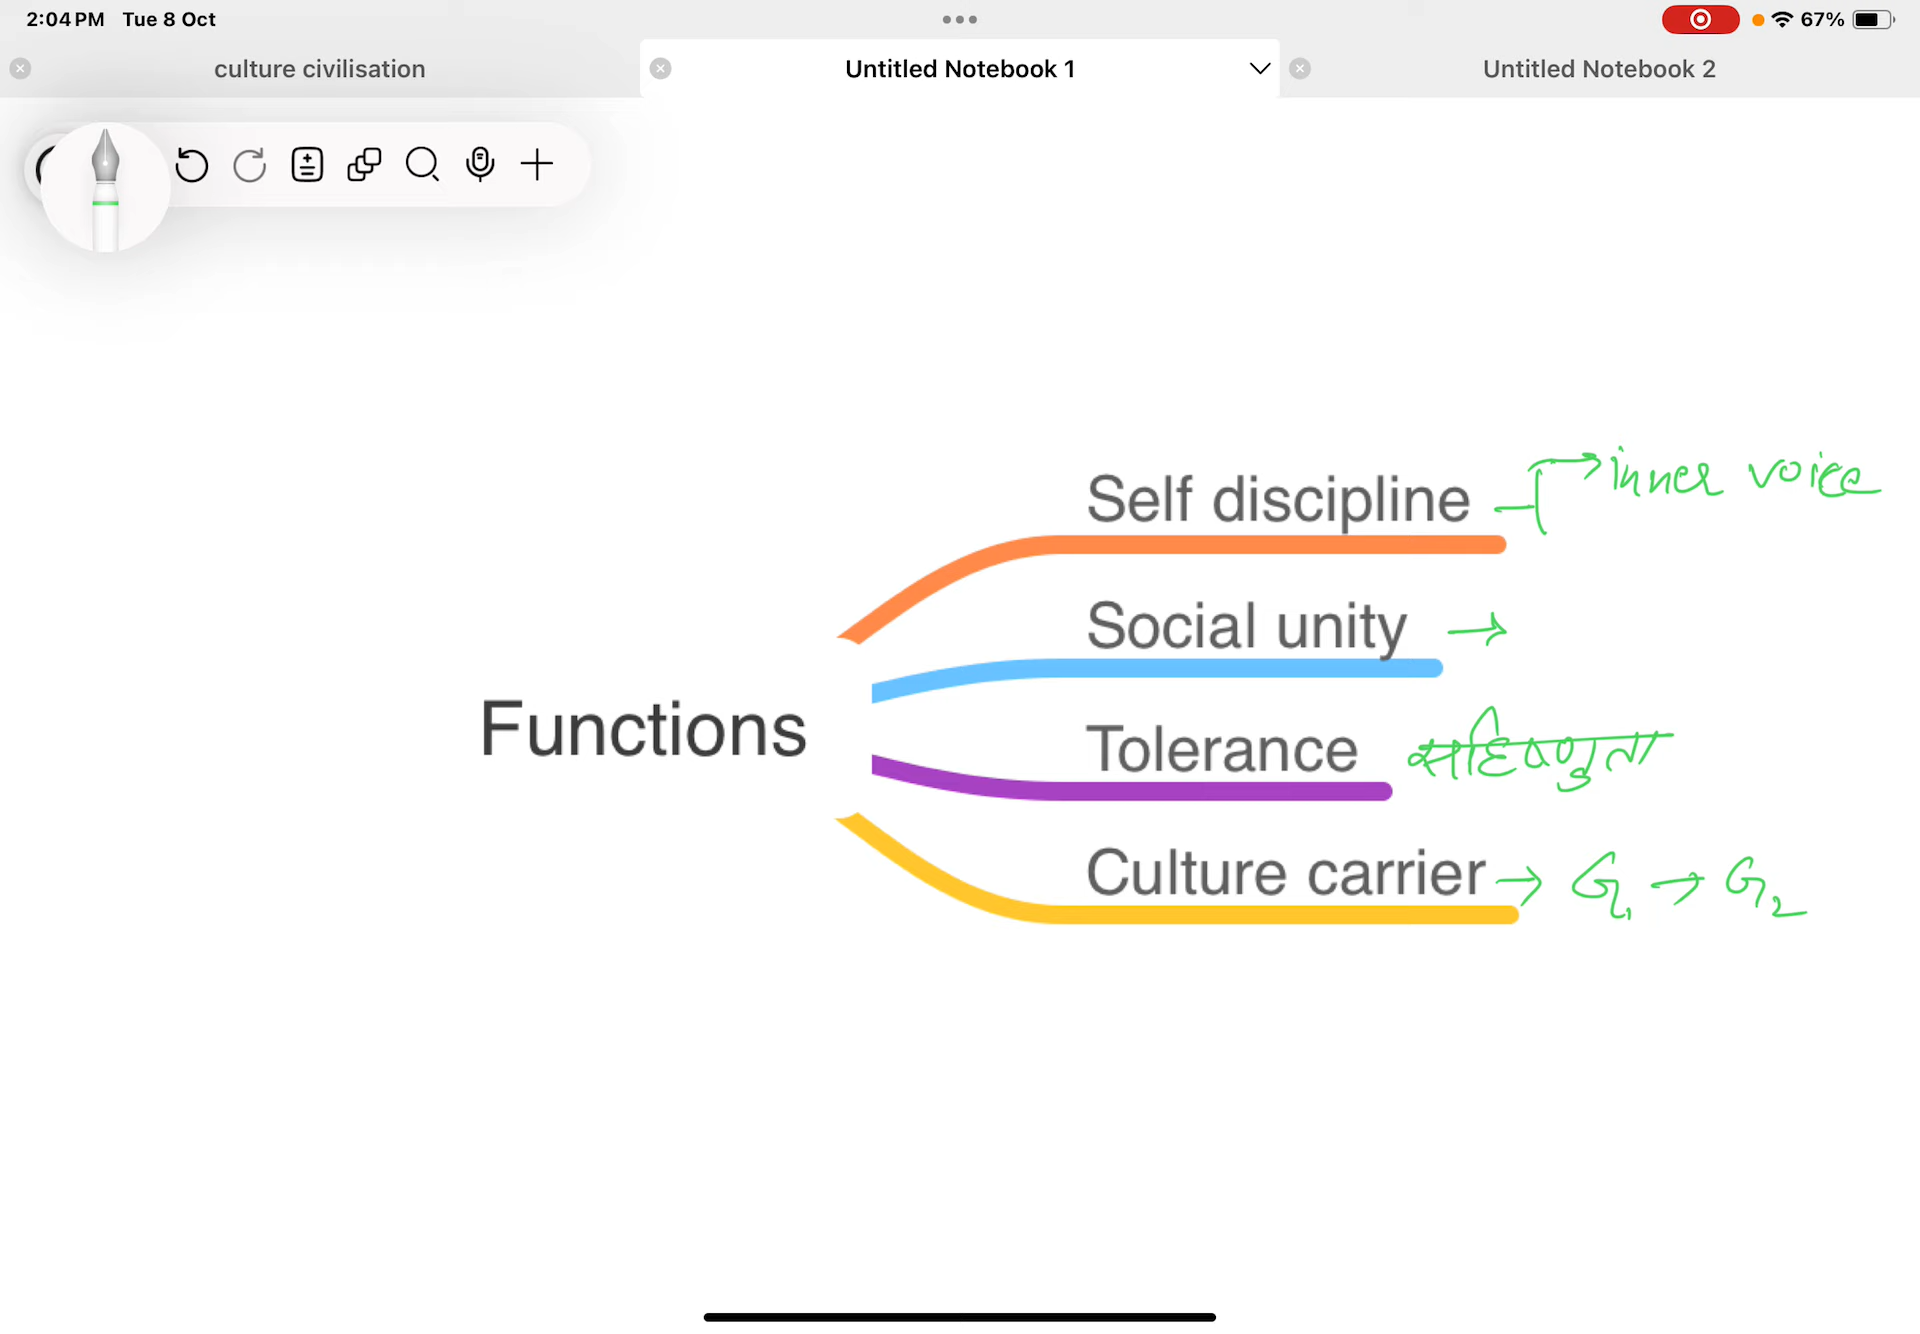 2:04 PM Tue 8 Oct 67%
culture civilisation Untitled Notebook 1 Untitled Notebook 2
Self discipline → inner voice
Social unity →
Functions
Tolerance सहिष्णुता
Culture carrier → G1 → G2